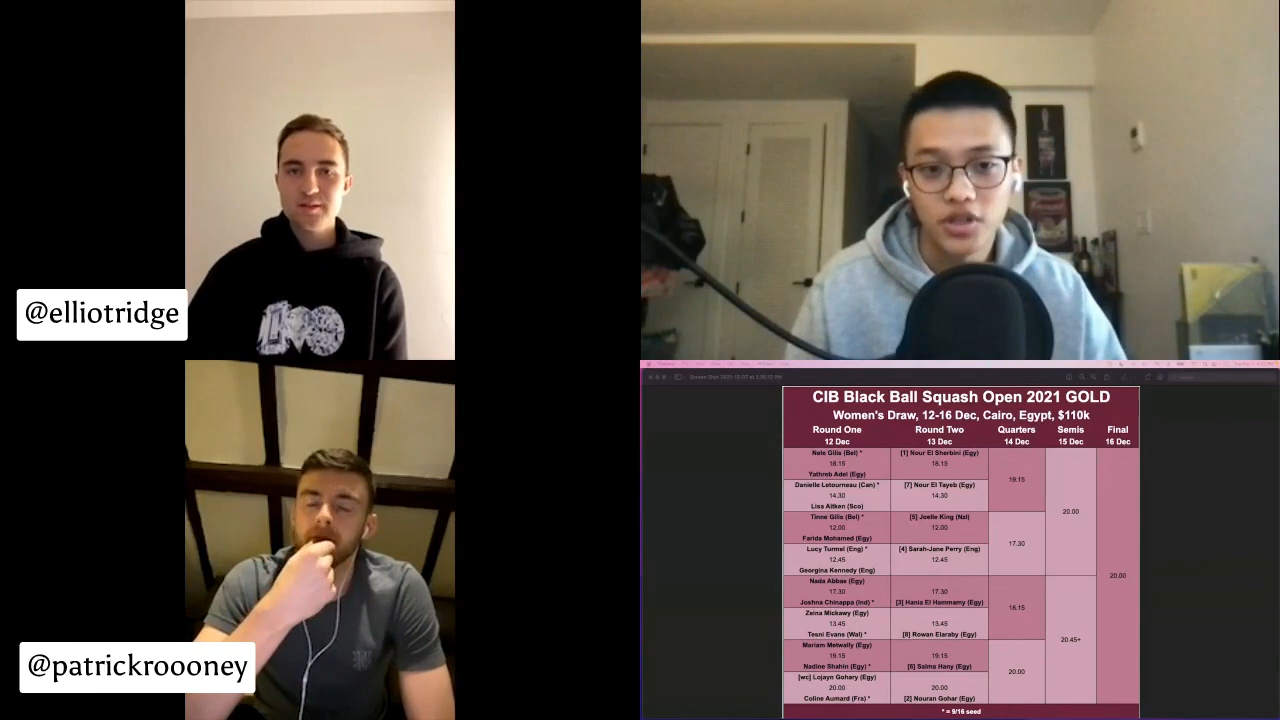 @elliotridge
@patrickroooney
CIB Black Ball Squash Open 2021 GOLD
Women's Draw, 12-16 Dec, Cairo, Egypt, $110k
Round One Round Two Quarters Semis Final
12 Dec 13 Dec 14 Dec 15 Dec 16 Dec
Nele Gilis (Bel) * [1] Nour El Sherbini (Egy)
18.15 18.15
Yathreb Adel (Egy)
19.15
Danielle Letourneau (Can) * [7] Nour El Tayeb (Egy)
14.30 14.30
Lisa Aitken (Sco)
20.00
Tinne Gilis (Bel) * [5] Joelle King (Nzl)
12.00 12.00
Farida Mohamed (Egy)
17.30
Lucy Turmel (Eng) * [4] Sarah-Jane Perry (Eng)
12.45 12.45
Georgina Kennedy (Eng)
20.00
Nada Abbas (Egy)
17.30 17.30
Joshna Chinappa (Ind) * [3] Hania El Hammamy (Egy)
18.15
Zeina Mickawy (Egy)
13.45 13.45
Tesni Evans (Wal) * [8] Rowan Elaraby (Egy)
20.45+
Mariam Metwally (Egy)
19.15 19.15
Nadine Shahin (Egy) * [6] Salma Hany (Egy)
20.00
[wc] Lojayn Gohary (Egy)
20.00 20.00
Coline Aumard (Fra) * [2] Nouran Gohar (Egy)
* = 9/16 seed